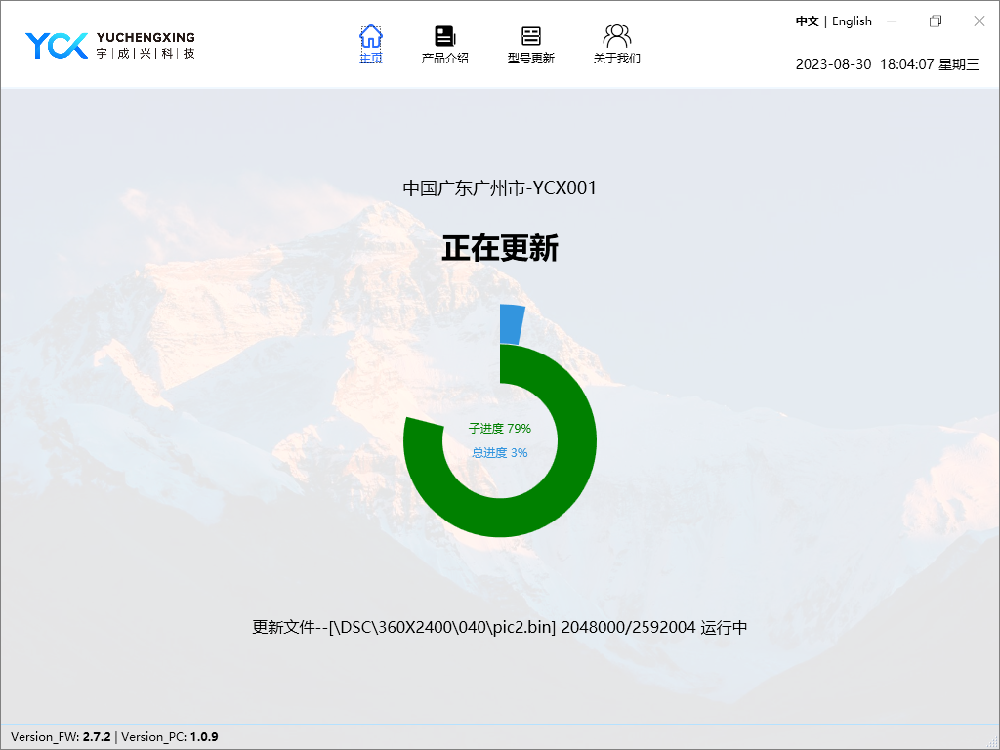 YUCHENGXING
宇|成|兴|科|技
主页 产品介绍 型号更新 关于我们
中文 | English
2023-08-30 18:04:07 星期三
中国广东广州市-YCX001
正在更新
子进度 79%
总进度 3%
更新文件--[\DSC\360X2400\040\pic2.bin] 2048000/2592004 运行中
Version_FW: 2.7.2 | Version_PC: 1.0.9